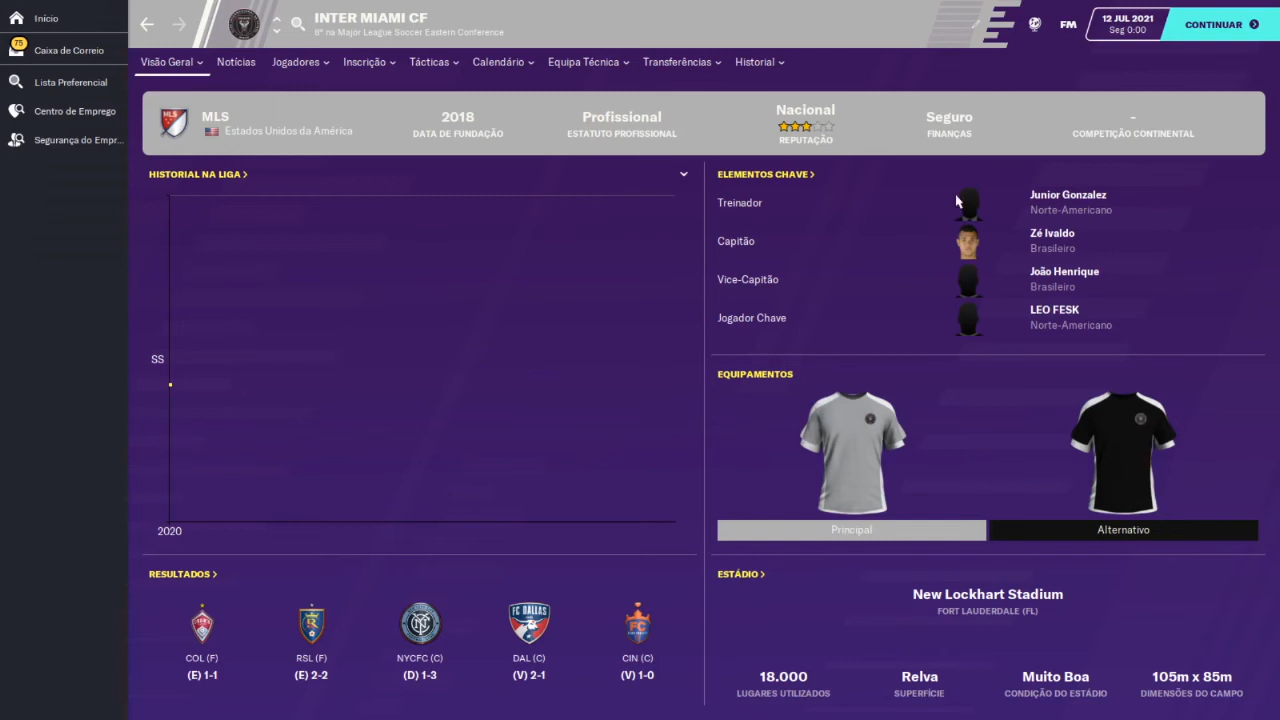 Início
INTER MIAMI CF
8º na Major League Soccer Eastern Conference
FM
12 JUL 2021
Seg 0:00
CONTINUAR
75
Caixa de Correio
Lista Preferencial
Centro de Emprego
Segurança do Empr...
Visão Geral
Notícias
Jogadores
Inscrição
Tácticas
Calendário
Equipa Técnica
Transferências
Historial
MLS
MLS
Estados Unidos da América
2018
DATA DE FUNDAÇÃO
Profissional
ESTATUTO PROFISSIONAL
Nacional
REPUTAÇÃO
Seguro
FINANÇAS
-
COMPETIÇÃO CONTINENTAL
HISTORIAL NA LIGA
SS
2020
ELEMENTOS CHAVE
Treinador
Junior Gonzalez
Norte-Americano
Capitão
Zé Ivaldo
Brasileiro
Vice-Capitão
João Henrique
Brasileiro
Jogador Chave
LEO FESK
Norte-Americano
EQUIPAMENTOS
Principal
Alternativo
RESULTADOS
FC DALLAS
FC
COL (F)
(E) 1-1
RSL (F)
(E) 2-2
NYCFC (C)
(D) 1-3
DAL (C)
(V) 2-1
CIN (C)
(V) 1-0
ESTÁDIO
New Lockhart Stadium
FORT LAUDERDALE (FL)
18.000
LUGARES UTILIZADOS
Relva
SUPERFÍCIE
Muito Boa
CONDIÇÃO DO ESTÁDIO
105m x 85m
DIMENSÕES DO CAMPO